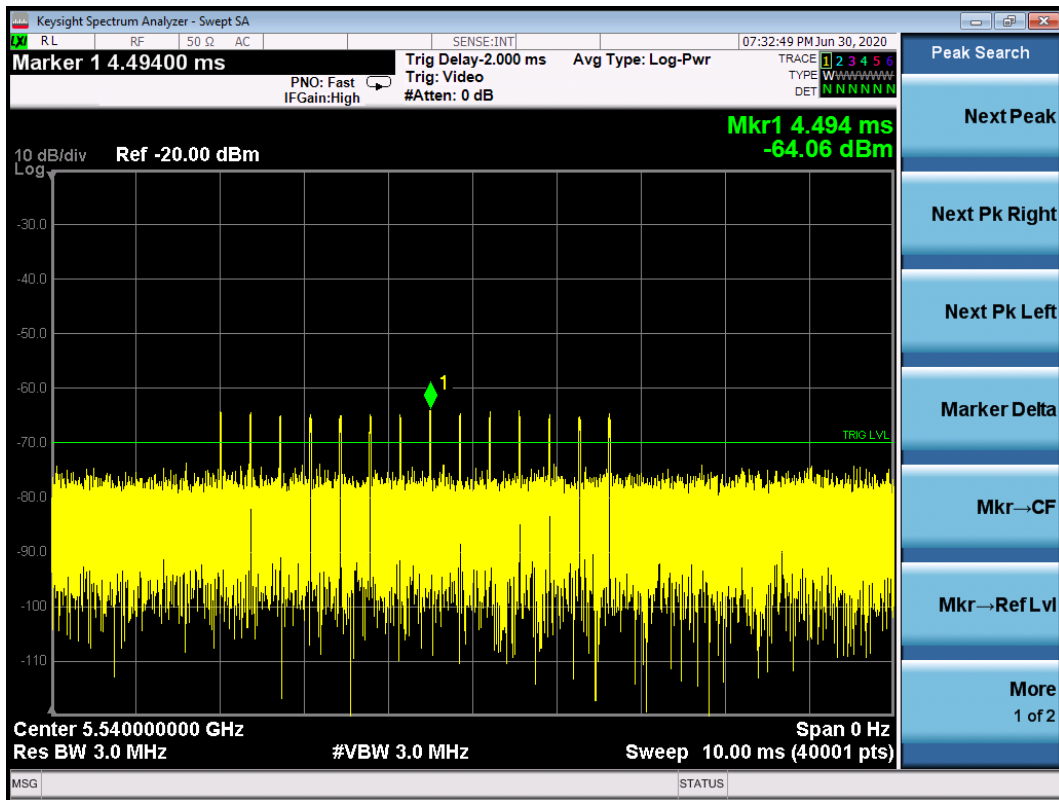 Keysight Spectrum Analyzer - Swept SA
LXI RL RF 50 Ω AC SENSE:INT 07:32:49 PM Jun 30, 2020
Marker 1 4.49400 ms
PNO: Fast
IFGain:High
Trig Delay-2.000 ms
Trig: Video
#Atten: 0 dB
Avg Type: Log-Pwr
TRACE 1 2 3 4 5 6
TYPE WWWWWW
DET N N N N N N
Mkr1 4.494 ms
-64.06 dBm
10 dB/div Ref -20.00 dBm
Log
-30.0
-40.0
-50.0
-60.0
1
-70.0
TRIG LVL
-80.0
-90.0
-100
-110
Center 5.540000000 GHz Span 0 Hz
Res BW 3.0 MHz #VBW 3.0 MHz Sweep 10.00 ms (40001 pts)
MSG STATUS
Peak Search
Next Peak
Next Pk Right
Next Pk Left
Marker Delta
Mkr→CF
Mkr→Ref Lvl
More
1 of 2